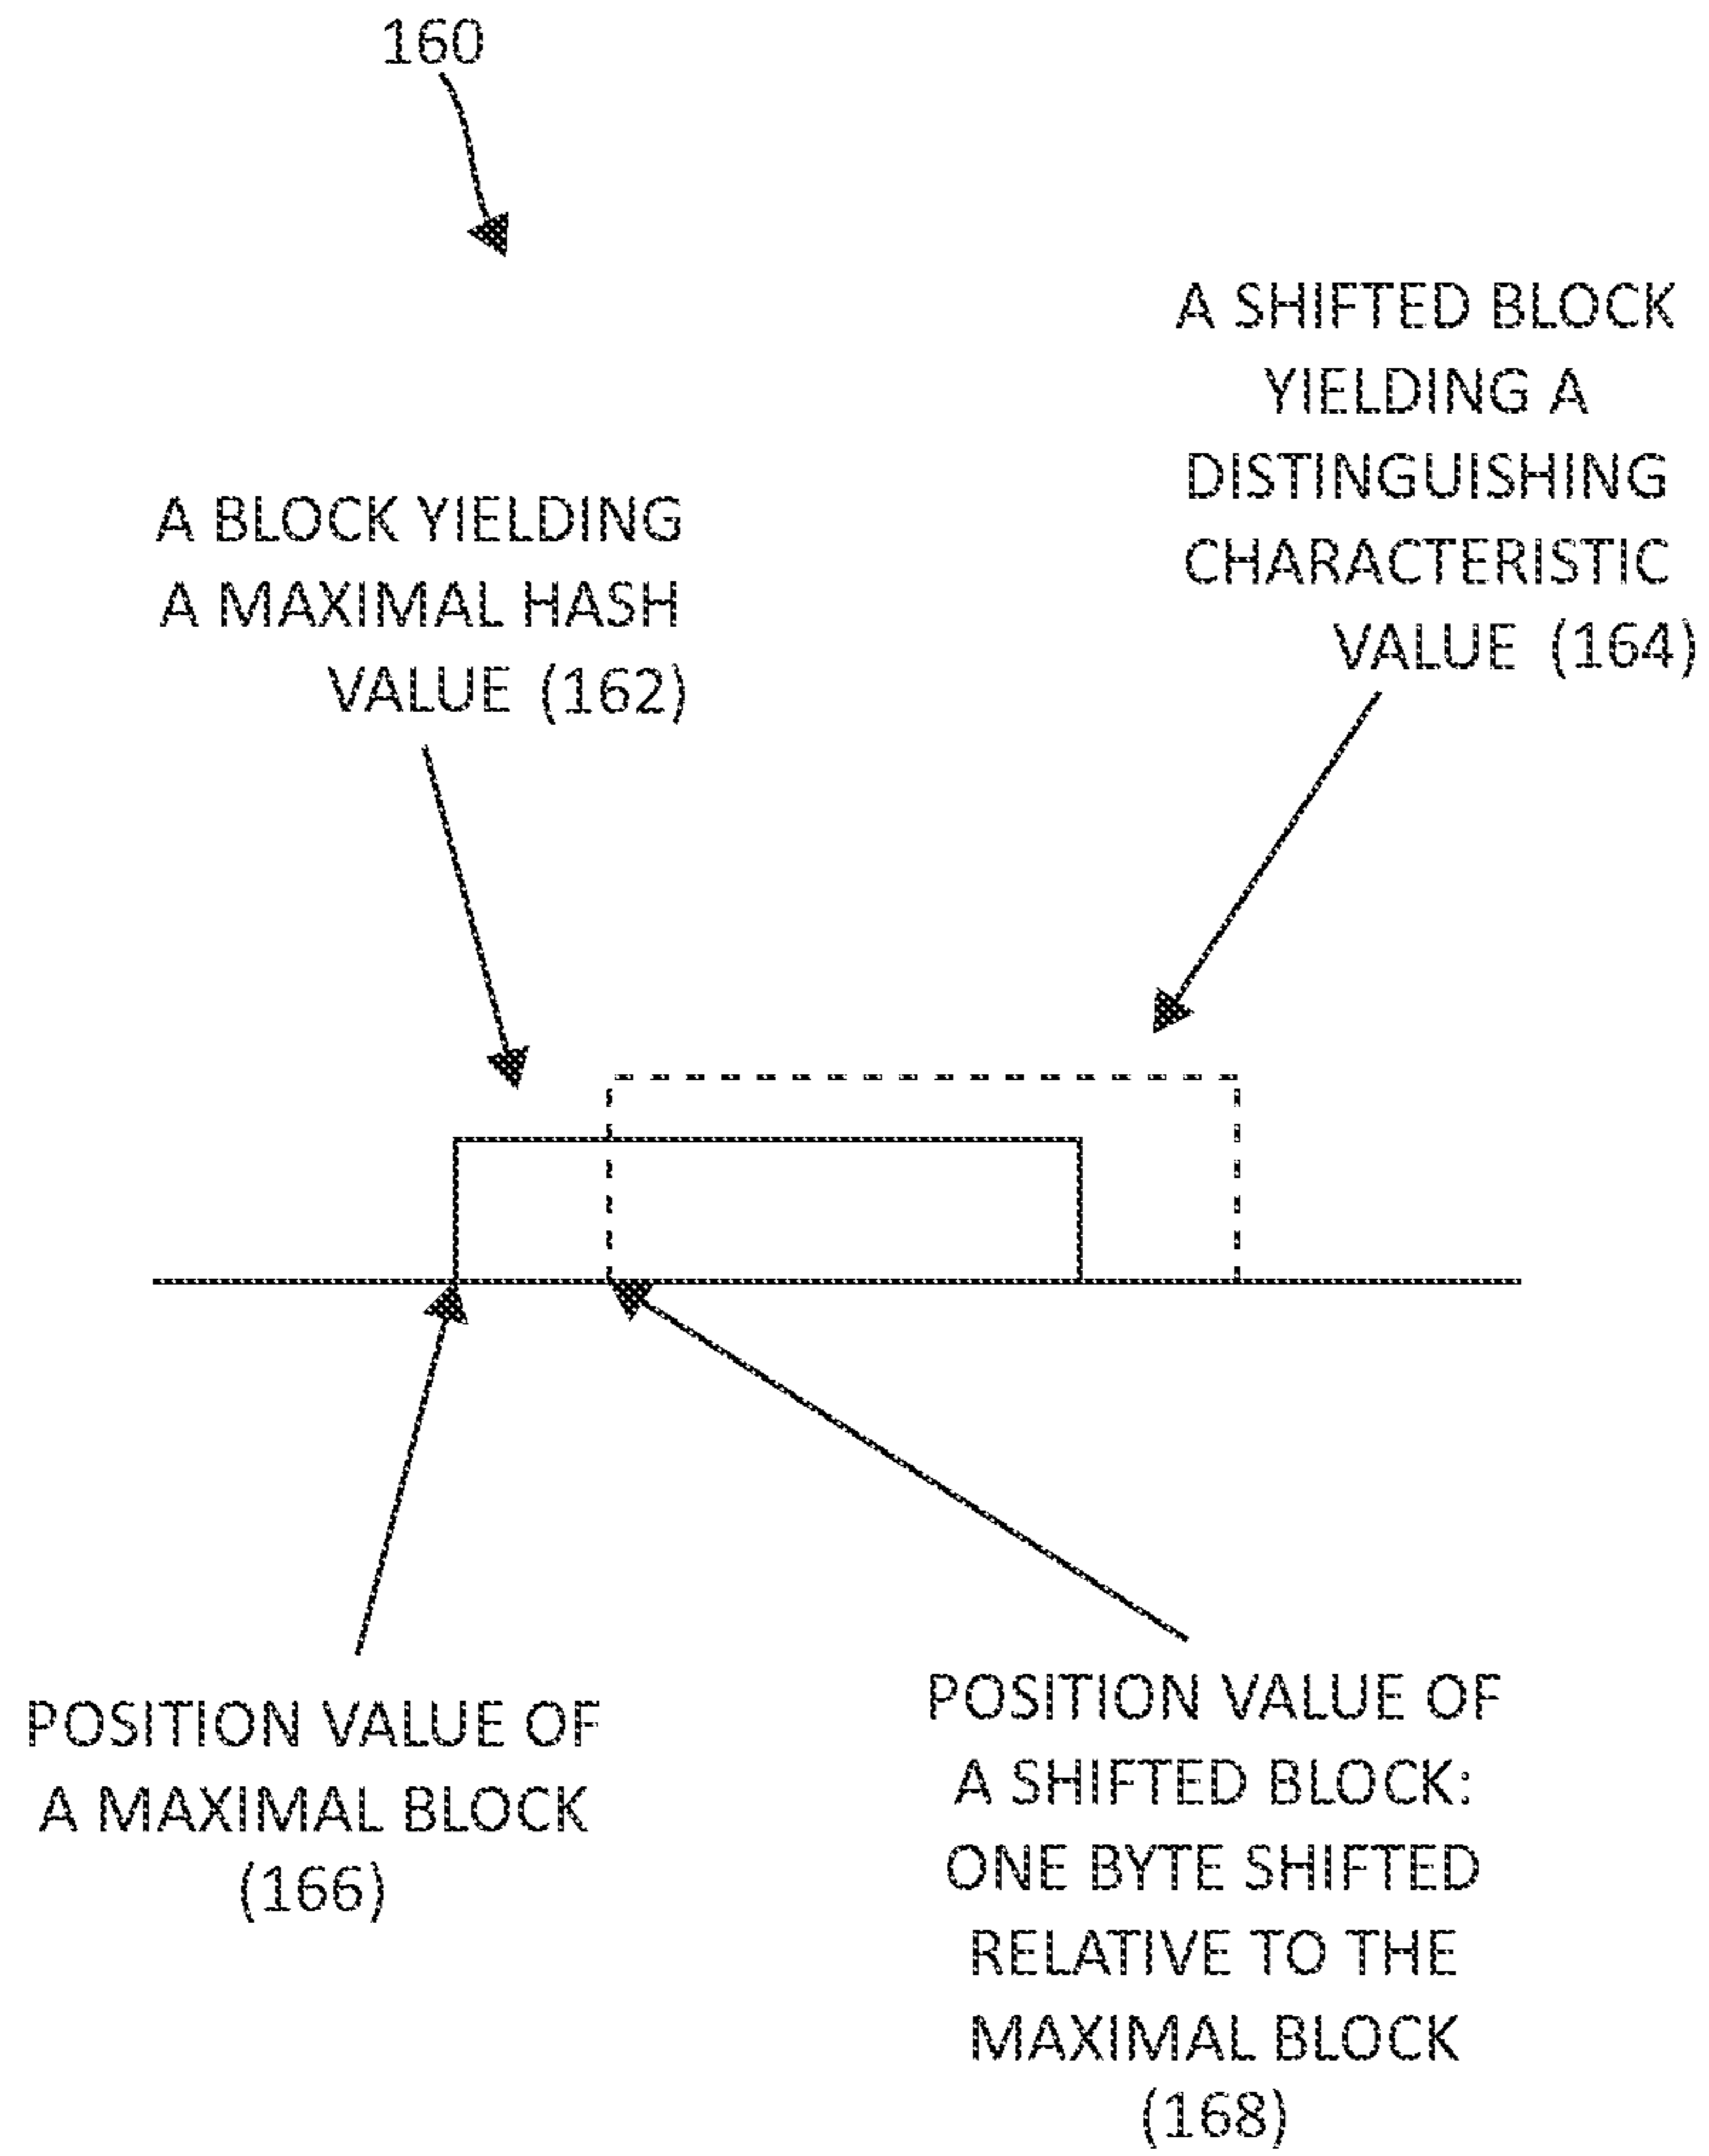 160
A BLOCK YIELDING
A MAXIMAL HASH
VALUE (162)
A SHIFTED BLOCK
YIELDING A
DISTINGUISHING
CHARACTERISTIC
VALUE (164)
POSITION VALUE OF
A MAXIMAL BLOCK
(166)
POSITION VALUE OF
A SHIFTED BLOCK:
ONE BYTE SHIFTED
RELATIVE TO THE
MAXIMAL BLOCK
(168)